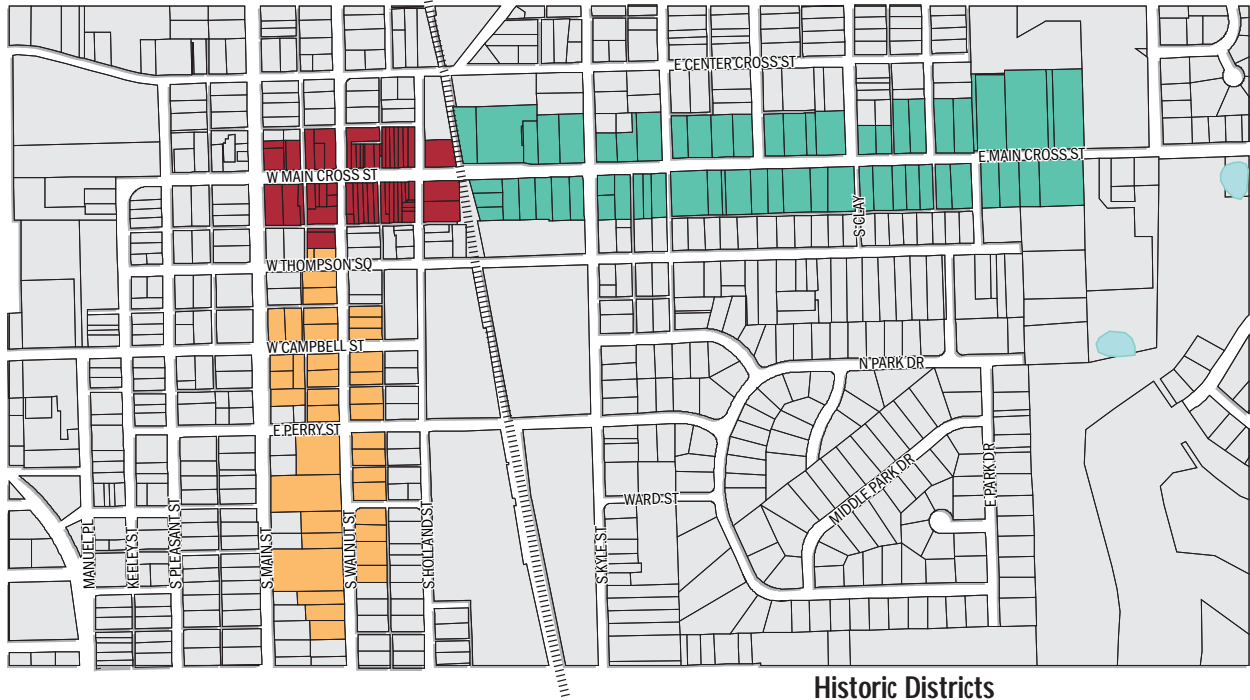 E CENTER CROSS ST
E MAIN CROSS ST
W MAIN CROSS ST
S CLAY
W THOMPSON SQ
W CAMPBELL ST
N PARK DR
E PERRY ST
MIDDLE PARK DR
E PARK DR
WARD ST
MANUEL PL
KEELEY ST
S PLEASANT ST
S MAIN ST
S WALNUT ST
S HOLLAND ST
S KYLE ST
Historic Districts